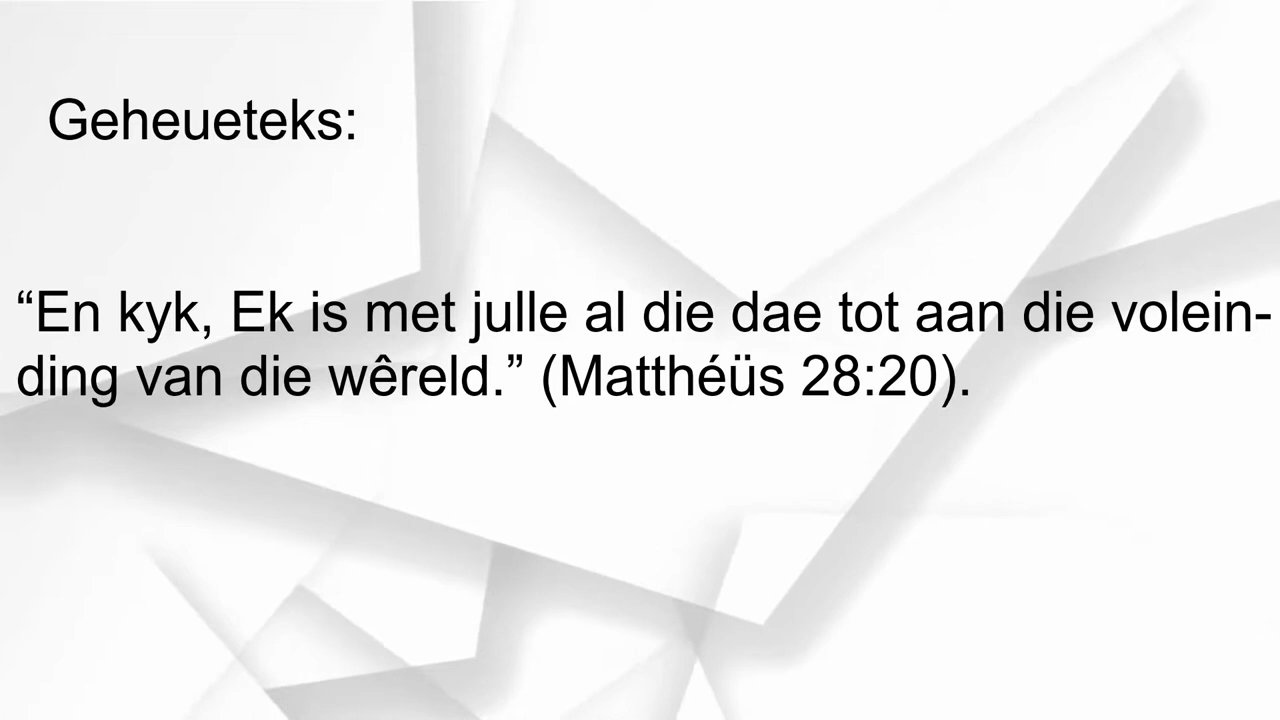 Geheueteks:
“En kyk, Ek is met julle al die dae tot aan die volein-
ding van die wêreld.” (Matthéüs 28:20).